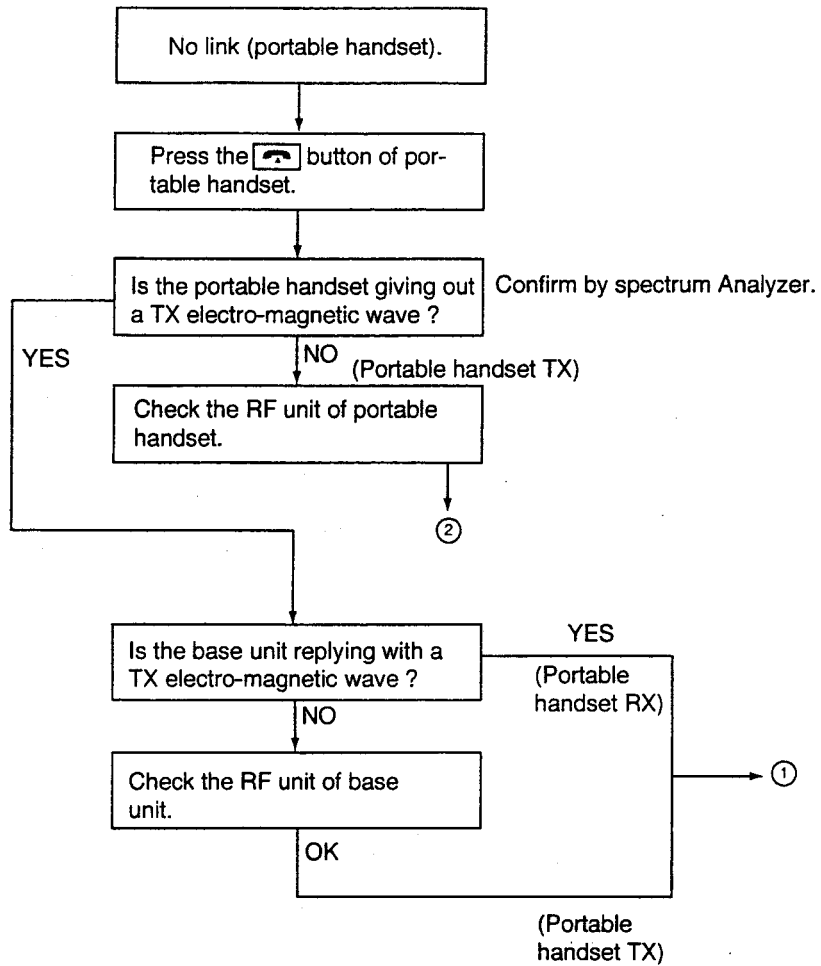 No link (portable handset).
Press the button of por-
table handset.
Is the portable handset giving out
a TX electro-magnetic wave ?
Confirm by spectrum Analyzer.
YES
NO
(Portable handset TX)
Check the RF unit of portable
handset.
②
Is the base unit replying with a
TX electro-magnetic wave ?
YES
(Portable
handset RX)
NO
①
Check the RF unit of base
unit.
OK
(Portable
handset TX)